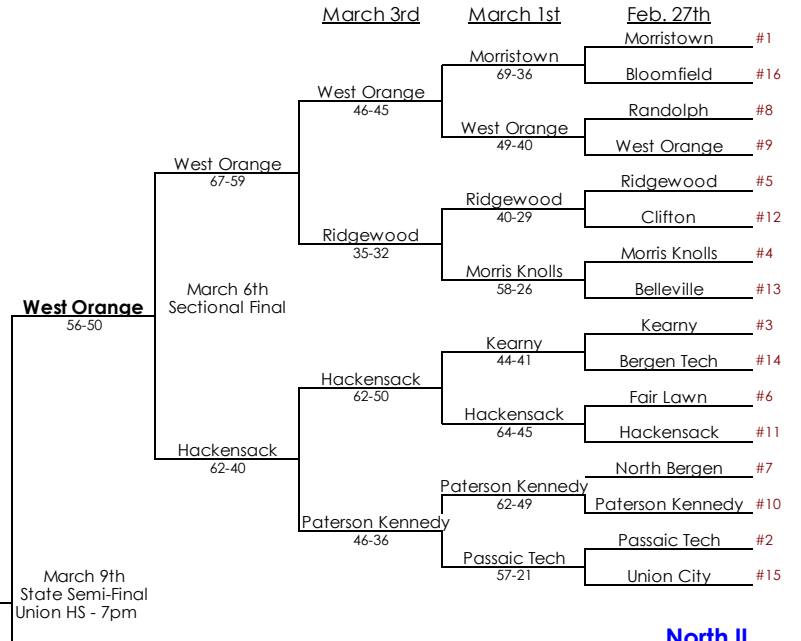 March 3rd March 1st Feb. 27th
Morristown #1
Morristown
69-36
Bloomfield #16
West Orange
46-45
Randolph #8
West Orange
49-40
West Orange #9
West Orange
67-59
Ridgewood #5
Ridgewood
40-29
Clifton #12
Ridgewood
35-32
Morris Knolls #4
Morris Knolls
58-26
Belleville #13
March 6th
Sectional Final
West Orange
56-50
Kearny #3
Kearny
44-41
Bergen Tech #14
Hackensack
62-50
Fair Lawn #6
Hackensack
64-45
Hackensack #11
Hackensack
62-40
North Bergen #7
Paterson Kennedy
62-49
Paterson Kennedy #10
Paterson Kennedy
46-36
Passaic Tech #2
Passaic Tech
57-21
Union City #15
March 9th
State Semi-Final
Union HS - 7pm
North II